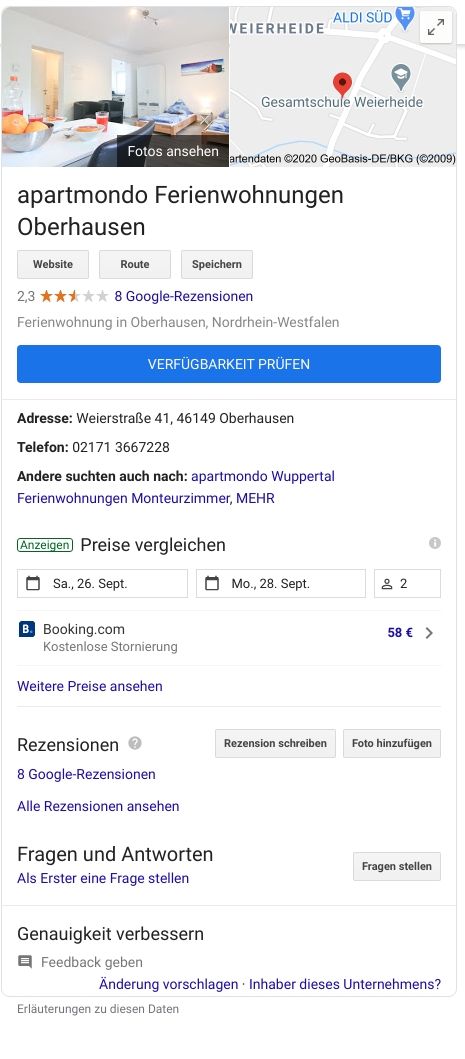 WEIERHEIDE
ALDI SÜD
Gesamtschule Weierheide
Fotos ansehen
artendaten ©2020 GeoBasis-DE/BKG (©2009)
apartmondo Ferienwohnungen
Oberhausen
Website Route Speichern
2,3 8 Google-Rezensionen
Ferienwohnung in Oberhausen, Nordrhein-Westfalen
VERFÜGBARKEIT PRÜFEN
Adresse: Weierstraße 41, 46149 Oberhausen
Telefon: 02171 3667228
Andere suchten auch nach: apartmondo Wuppertal
Ferienwohnungen Monteurzimmer, MEHR
Anzeigen Preise vergleichen
Sa., 26. Sept. Mo., 28. Sept. 2
B. Booking.com 58 €
Kostenlose Stornierung
Weitere Preise ansehen
Rezensionen Rezension schreiben Foto hinzufügen
8 Google-Rezensionen
Alle Rezensionen ansehen
Fragen und Antworten Fragen stellen
Als Erster eine Frage stellen
Genauigkeit verbessern
Feedback geben
Änderung vorschlagen · Inhaber dieses Unternehmens?
Erläuterungen zu diesen Daten